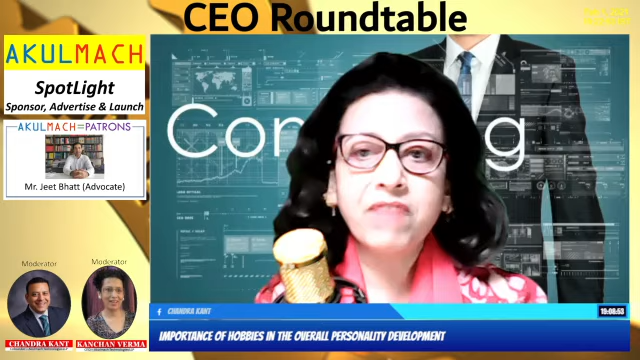 CEO Roundtable
AKULMACH
SpotLight
Sponsor, Advertise & Launch
AKULMACH PATRONS
Mr. Jeet Bhatt (Advocate)
Con
g
Moderator
Moderator
CHANDRA KANT
KANCHAN VERMA
CHANDRA KANT
19:08:53
IMPORTANCE OF HOBBIES IN THE OVERALL PERSONALITY DEVELOPMENT